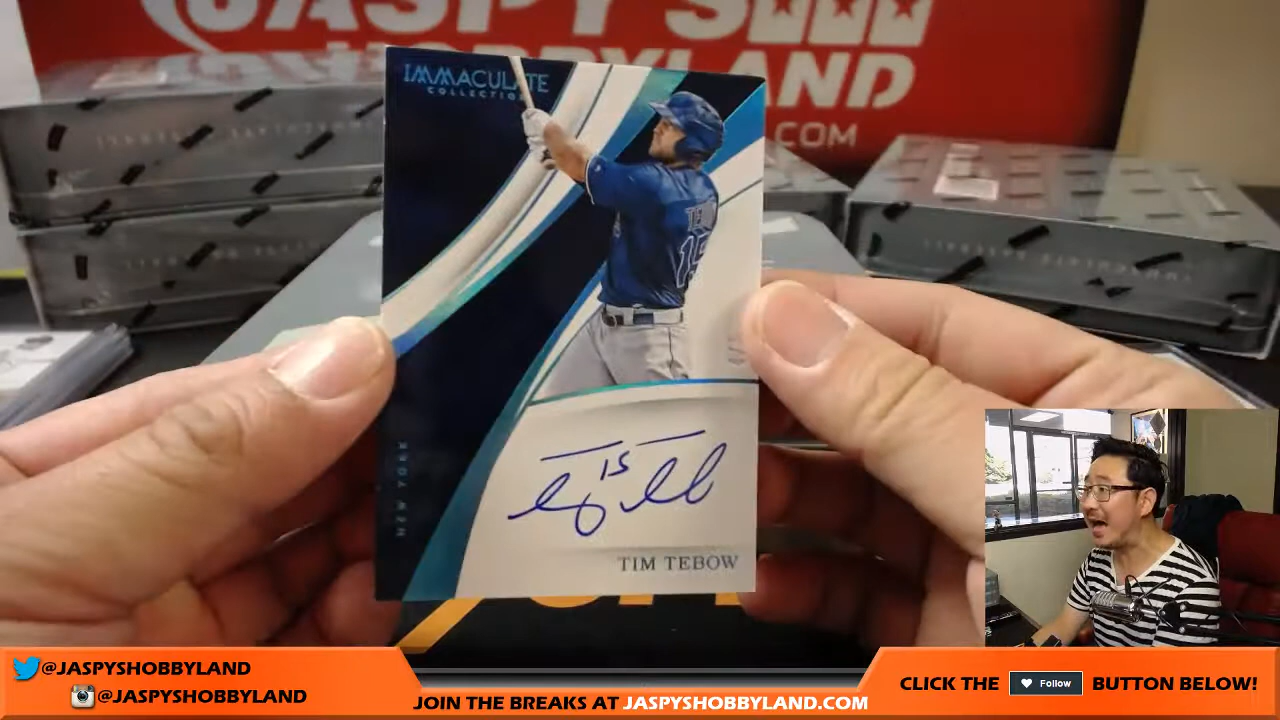 JASPY'S
HOBBYLAND
.COM
IMMACULATE
COLLECTION
TEBOW
15
NEW YORK
15
TIM TEBOW
@JASPYSHOBBYLAND
@JASPYSHOBBYLAND
JOIN THE BREAKS AT JASPYSHOBBYLAND.COM
CLICK THE Follow BUTTON BELOW!